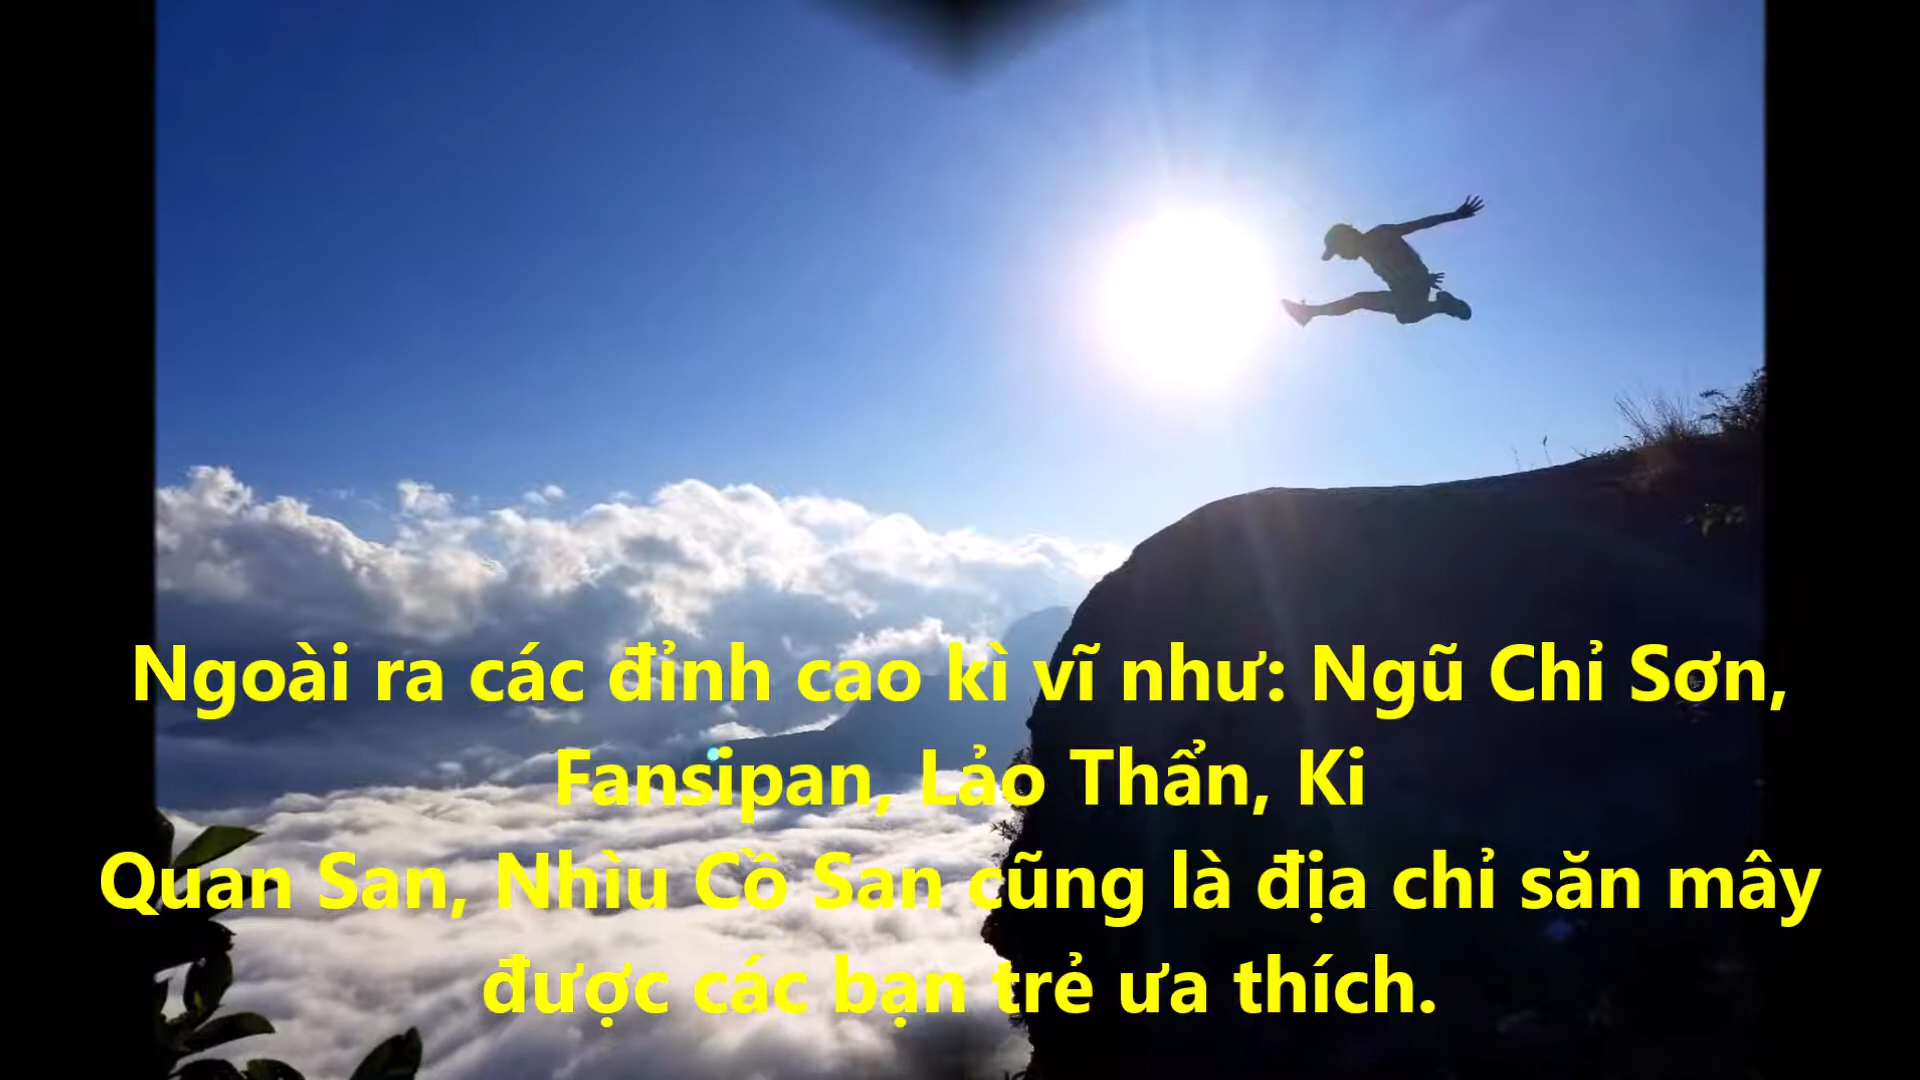 Ngoài ra các đỉnh cao kì vĩ như: Ngũ Chỉ Sơn,
Fansipan, Lảo Thẩn, Ki
Quan San, Nhìu Cồ San cũng là địa chỉ săn mây
được các bạn trẻ ưa thích.